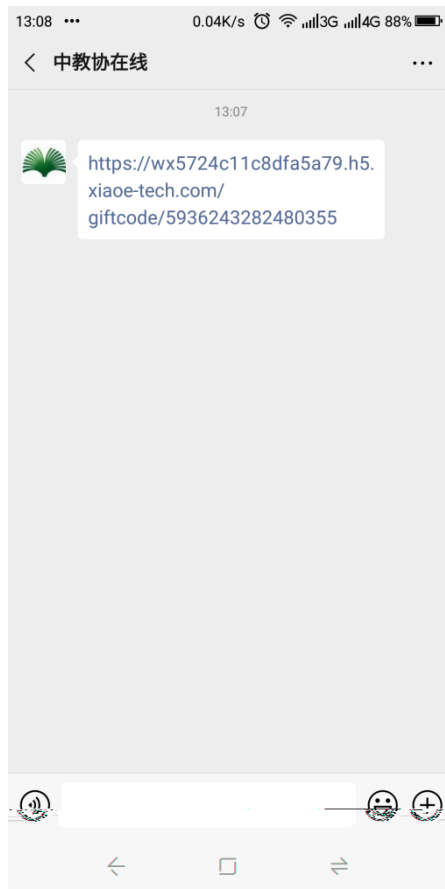 13:08 ••• 0.04K/s 3G 4G 88%
中教协在线
13:07
https://wx5724c11c8dfa5a79.h5.
xiaoe-tech.com/
giftcode/5936243282480355